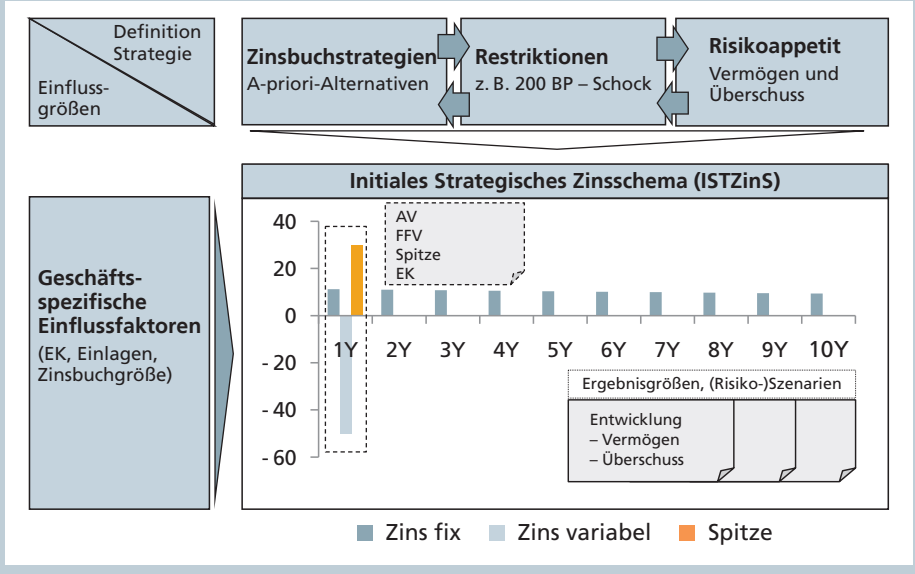 Definition
Strategie
Einfluss-
größen
Zinsbuchstrategien
A-priori-Alternativen
Restriktionen
z. B. 200 BP – Schock
Risikoappetit
Vermögen und
Überschuss
Geschäfts-
spezifische
Einflussfaktoren
(EK, Einlagen,
Zinsbuchgröße)
Initiales Strategisches Zinsschema (ISTZinS)
40
20
0
- 20
- 40
- 60
AV
FFV
Spitze
EK
1Y 2Y 3Y 4Y 5Y 6Y 7Y 8Y 9Y 10Y
Ergebnisgrößen, (Risiko-)Szenarien
Entwicklung
– Vermögen
– Überschuss
Zins fix Zins variabel Spitze